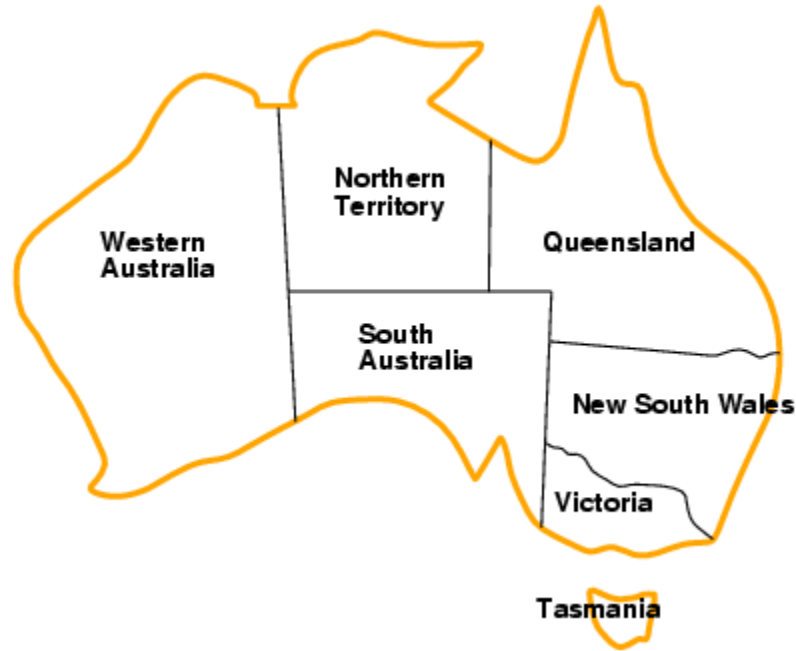 Northern
Territory
Western
Australia
Queensland
South
Australia
New South Wales
Victoria
Tasmania